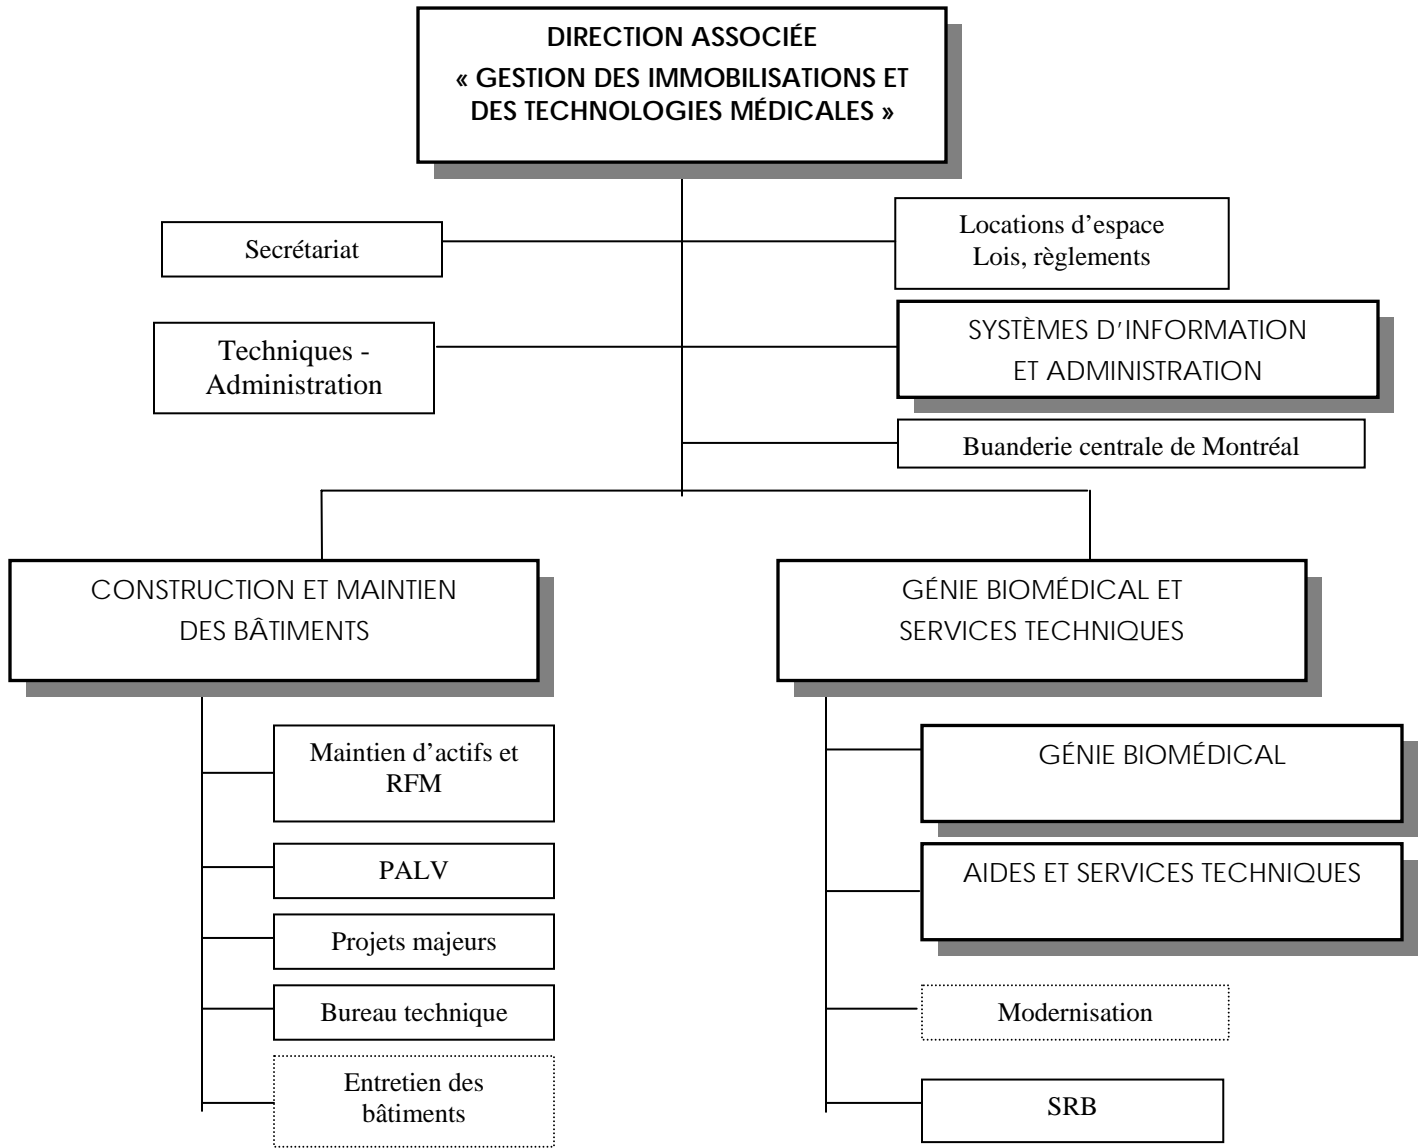 DIRECTION ASSOCIÉE
« GESTION DES IMMOBILISATIONS ET
DES TECHNOLOGIES MÉDICALES »
Secrétariat
Locations d’espace
Lois, règlements
Techniques -
Administration
SYSTÈMES D’INFORMATION
ET ADMINISTRATION
Buanderie centrale de Montréal
CONSTRUCTION ET MAINTIEN
DES BÂTIMENTS
GÉNIE BIOMÉDICAL ET
SERVICES TECHNIQUES
Maintien d’actifs et
RFM
PALV
Projets majeurs
Bureau technique
Entretien des
bâtiments
GÉNIE BIOMÉDICAL
AIDES ET SERVICES TECHNIQUES
Modernisation
SRB